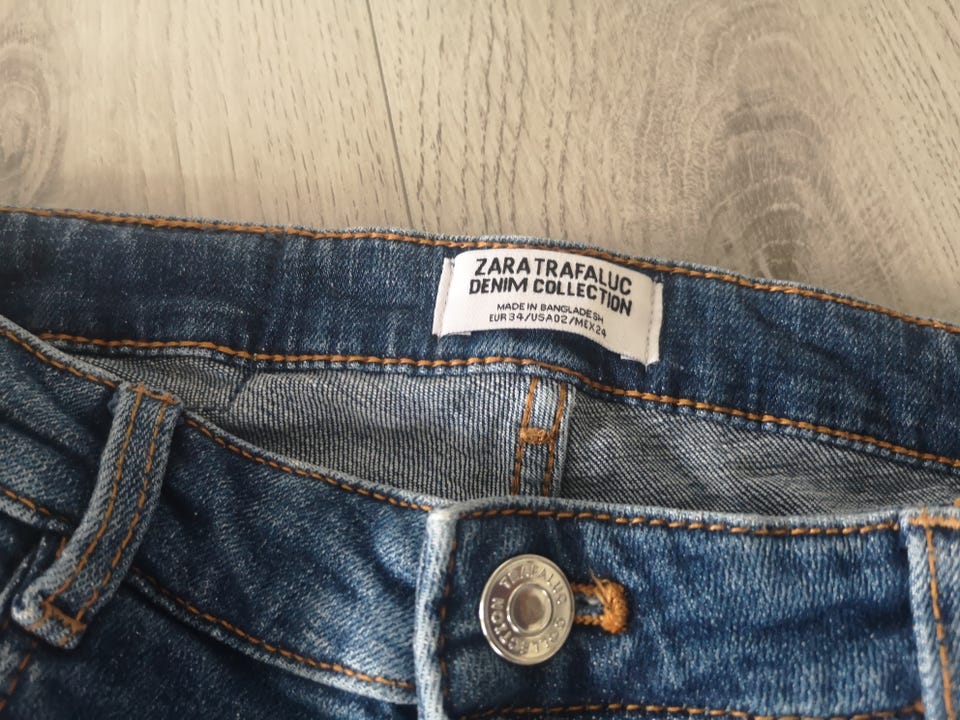 ZARA TRAFALUC
DENIM COLLECTION
MADE IN BANGLADESH
EUR 34/USA 02/MEX 24
TRAFALUC COLLECTION